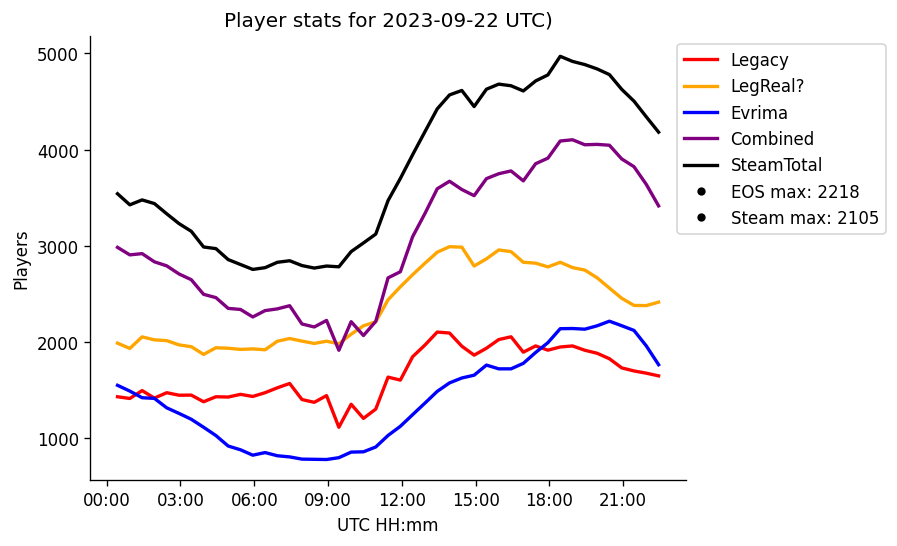 Player stats for 2023-09-22 UTC)
5000
4000
3000
2000
1000
Players
00:00 03:00 06:00 09:00 12:00 15:00 18:00 21:00
UTC HH:mm
Legacy
LegReal?
Evrima
Combined
SteamTotal
EOS max: 2218
Steam max: 2105